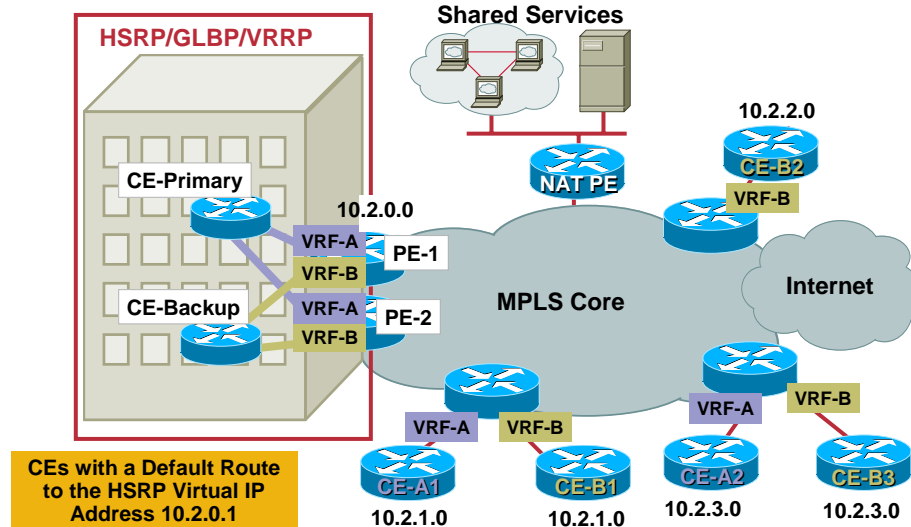 Shared Services
HSRP/GLBP/VRRP
10.2.2.0
CE-B2
NAT PE
VRF-B
CE-Primary
10.2.0.0
VRF-A
PE-1
VRF-B
Internet
MPLS Core
CE-Backup
VRF-A
PE-2
VRF-B
VRF-A
VRF-B
VRF-A
VRF-B
CEs with a Default Route
to the HSRP Virtual IP
Address 10.2.0.1
CE-A1
CE-B1
CE-A2
CE-B3
10.2.1.0
10.2.1.0
10.2.3.0
10.2.3.0